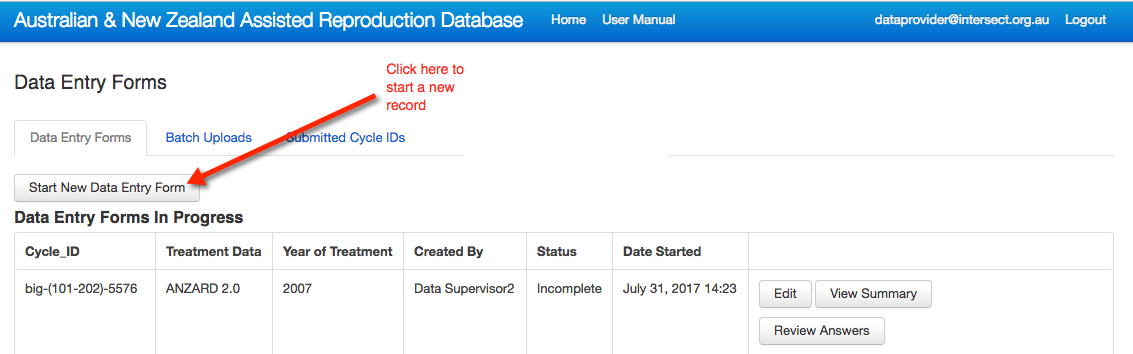 Australian & New Zealand Assisted Reproduction Database Home User Manual dataprovider@intersect.org.au Logout
Click here to
start a new
record
Data Entry Forms
Data Entry Forms Batch Uploads Submitted Cycle IDs
Start New Data Entry Form
Data Entry Forms In Progress
Cycle_ID Treatment Data Year of Treatment Created By Status Date Started
big-(101-202)-5576 ANZARD 2.0 2007 Data Supervisor2 Incomplete July 31, 2017 14:23 Edit View Summary
Review Answers